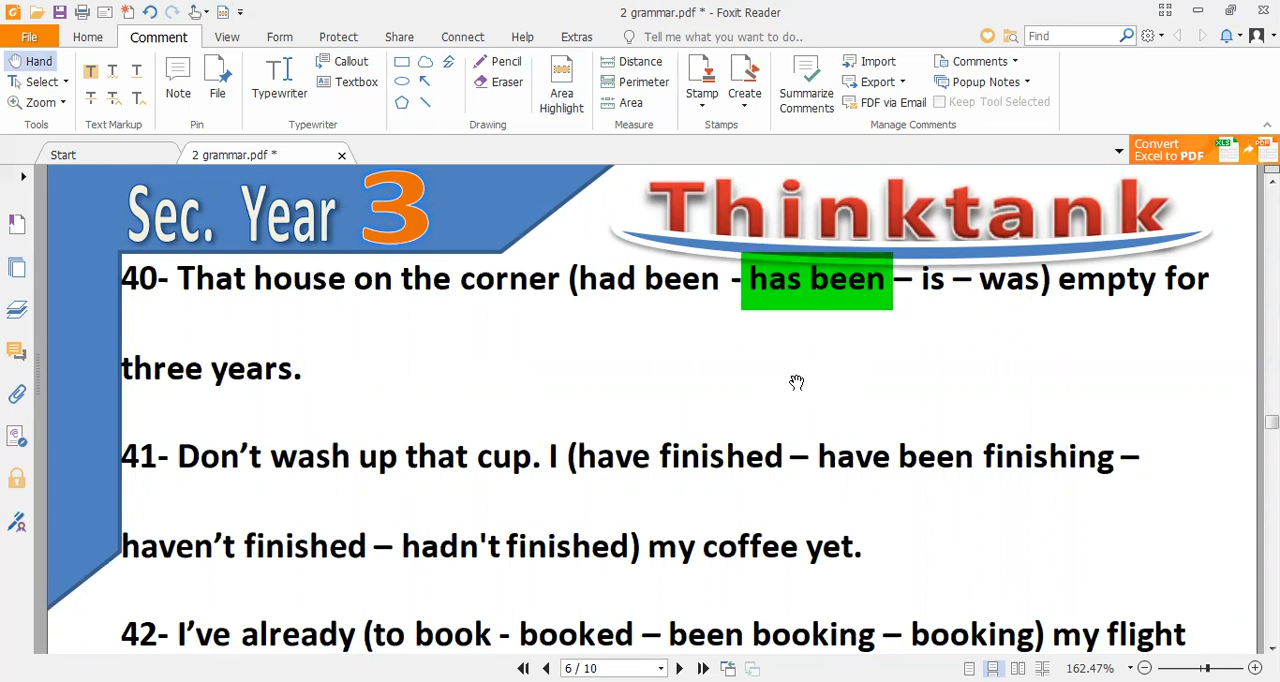 2 grammar.pdf * - Foxit Reader
File Home Comment View Form Protect Share Connect Help Extras Tell me what you want to do.. Find
Hand
Select
Zoom
Tools
Text Markup
Note
File
Pin
Typewriter
Callout
Textbox
Typewriter
Pencil
Eraser
Drawing
Area
Highlight
Distance
Perimeter
Area
Measure
Stamp
Create
Stamps
Summarize
Comments
Import
Export
FDF via Email
Comments
Popup Notes
Keep Tool Selected
Manage Comments
Start
2 grammar.pdf *
Convert
Excel to PDF
Sec. Year 3
Thinktank
40- That house on the corner (had been - has been – is – was) empty for
three years.
41- Don’t wash up that cup. I (have finished – have been finishing –
haven’t finished – hadn't finished) my coffee yet.
42- I’ve already (to book - booked – been booking – booking) my flight
6 / 10
162.47%